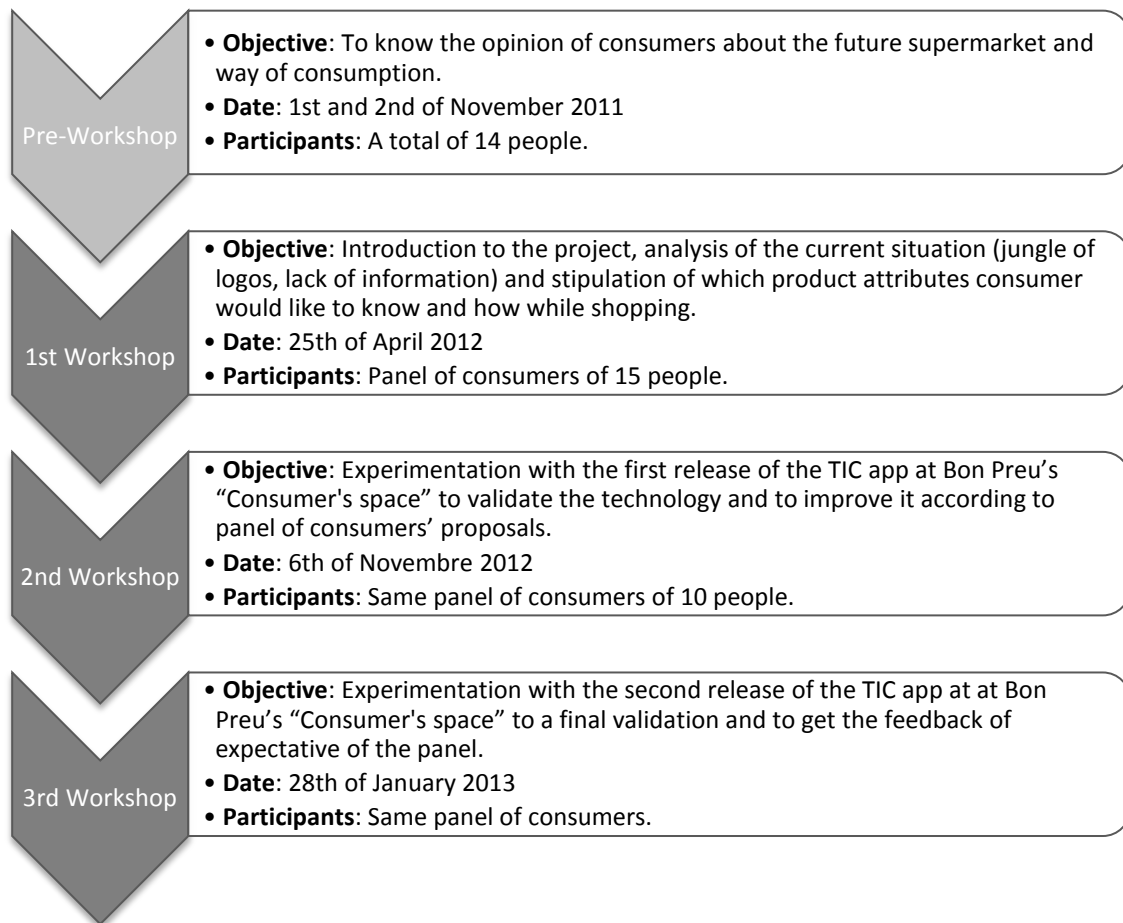 Pre-Workshop
• Objective: To know the opinion of consumers about the future supermarket and
way of consumption.
• Date: 1st and 2nd of November 2011
• Participants: A total of 14 people.
1st Workshop
• Objective: Introduction to the project, analysis of the current situation (jungle of
logos, lack of information) and stipulation of which product attributes consumer
would like to know and how while shopping.
• Date: 25th of April 2012
• Participants: Panel of consumers of 15 people.
2nd Workshop
• Objective: Experimentation with the first release of the TIC app at Bon Preu’s
“Consumer's space” to validate the technology and to improve it according to
panel of consumers’ proposals.
• Date: 6th of Novembre 2012
• Participants: Same panel of consumers of 10 people.
3rd Workshop
• Objective: Experimentation with the second release of the TIC app at at Bon
Preu’s “Consumer's space” to a final validation and to get the feedback of
expectative of the panel.
• Date: 28th of January 2013
• Participants: Same panel of consumers.